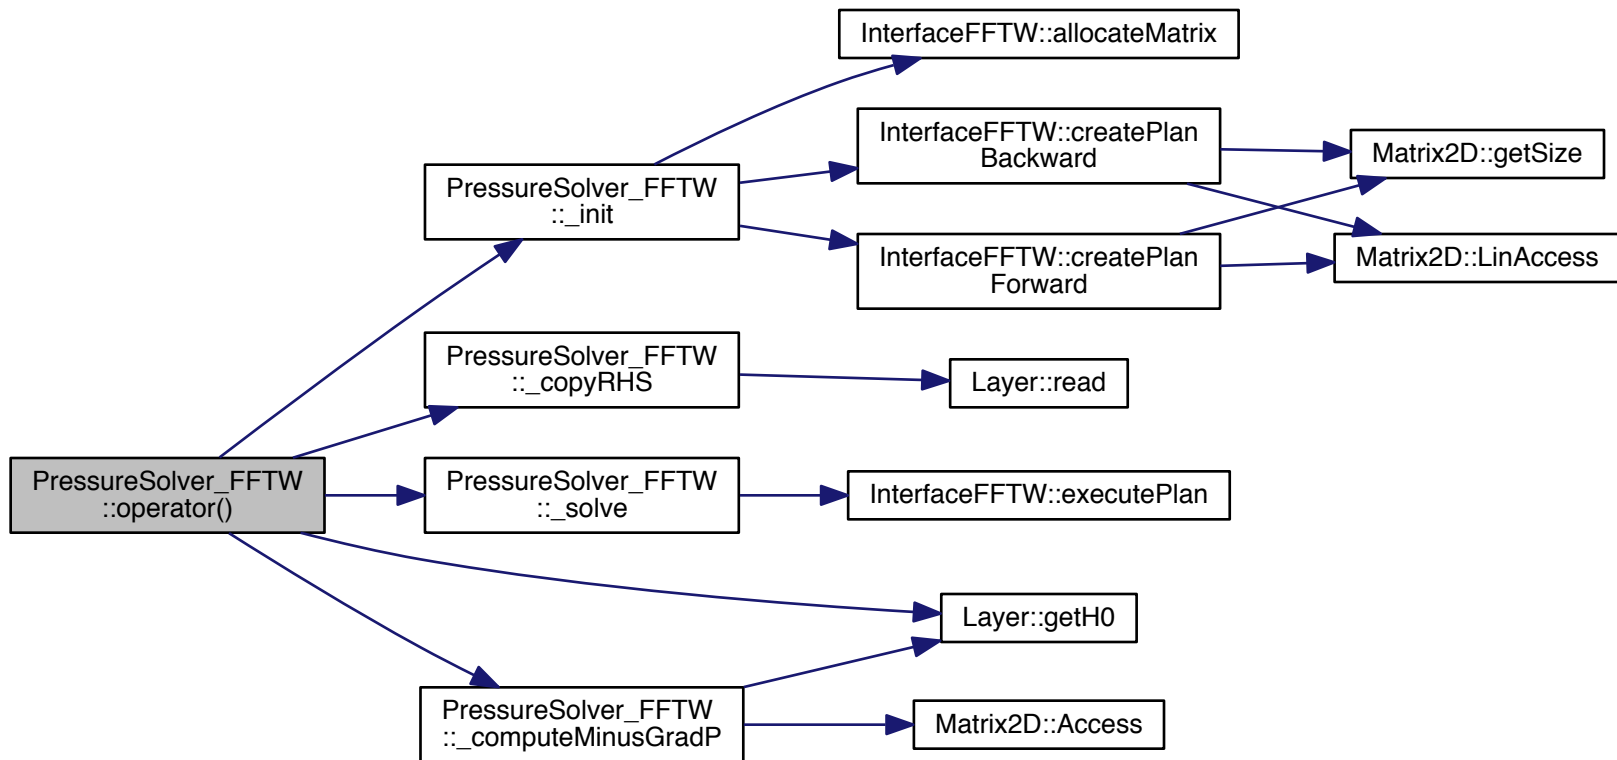 InterfaceFFTW::allocateMatrix
InterfaceFFTW::createPlan
Backward
Matrix2D::getSize
PressureSolver_FFTW
::_init
InterfaceFFTW::createPlan
Forward
Matrix2D::LinAccess
PressureSolver_FFTW
::_copyRHS
Layer::read
PressureSolver_FFTW
::operator()
PressureSolver_FFTW
::_solve
InterfaceFFTW::executePlan
Layer::getH0
PressureSolver_FFTW
::_computeMinusGradP
Matrix2D::Access